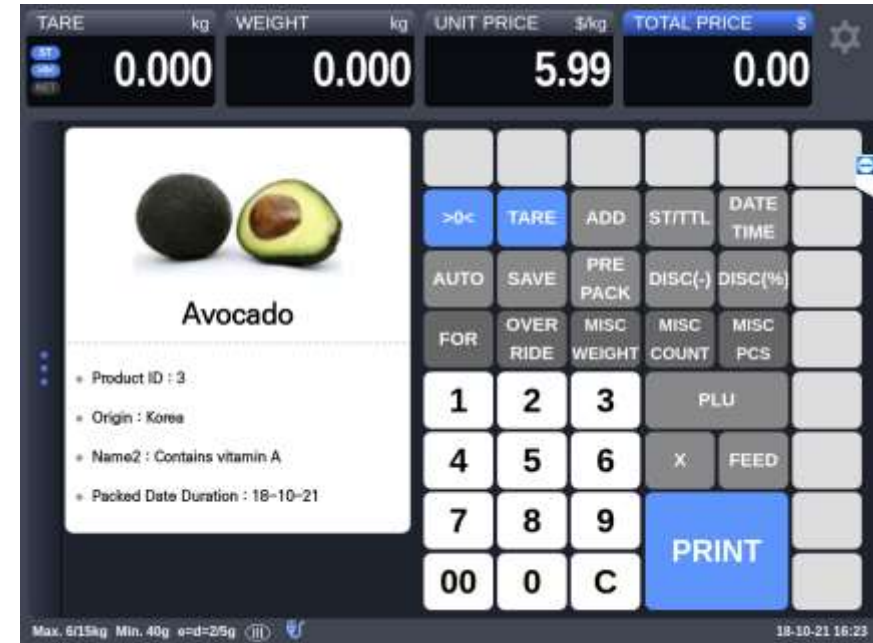 TARE kg WEIGHT kg UNIT PRICE $/kg TOTAL PRICE $
ST
>0<
NET
0.000 0.000 5.99 0.00
Avocado
Product ID : 3
Origin : Korea
Name2 : Contains vitamin A
Packed Date Duration : 18-10-21
>0< TARE ADD ST/TTL DATE TIME
AUTO SAVE PRE PACK DISC(-) DISC(%)
FOR OVER RIDE MISC WEIGHT MISC COUNT MISC PCS
1 2 3 PLU
4 5 6 X FEED
7 8 9 PRINT
00 0 C
Max. 6/15kg Min. 40g e=d=2/5g III 18-10-21 16:23